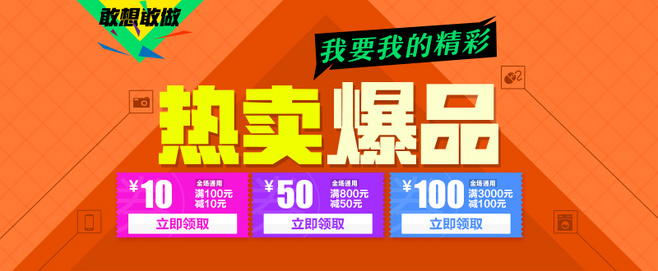 敢想敢做
我要我的精彩
热卖爆品
¥10
全场通用
满100元
减10元
立即领取
¥50
全场通用
满800元
减50元
立即领取
¥100
全场通用
满3000元
减100元
立即领取